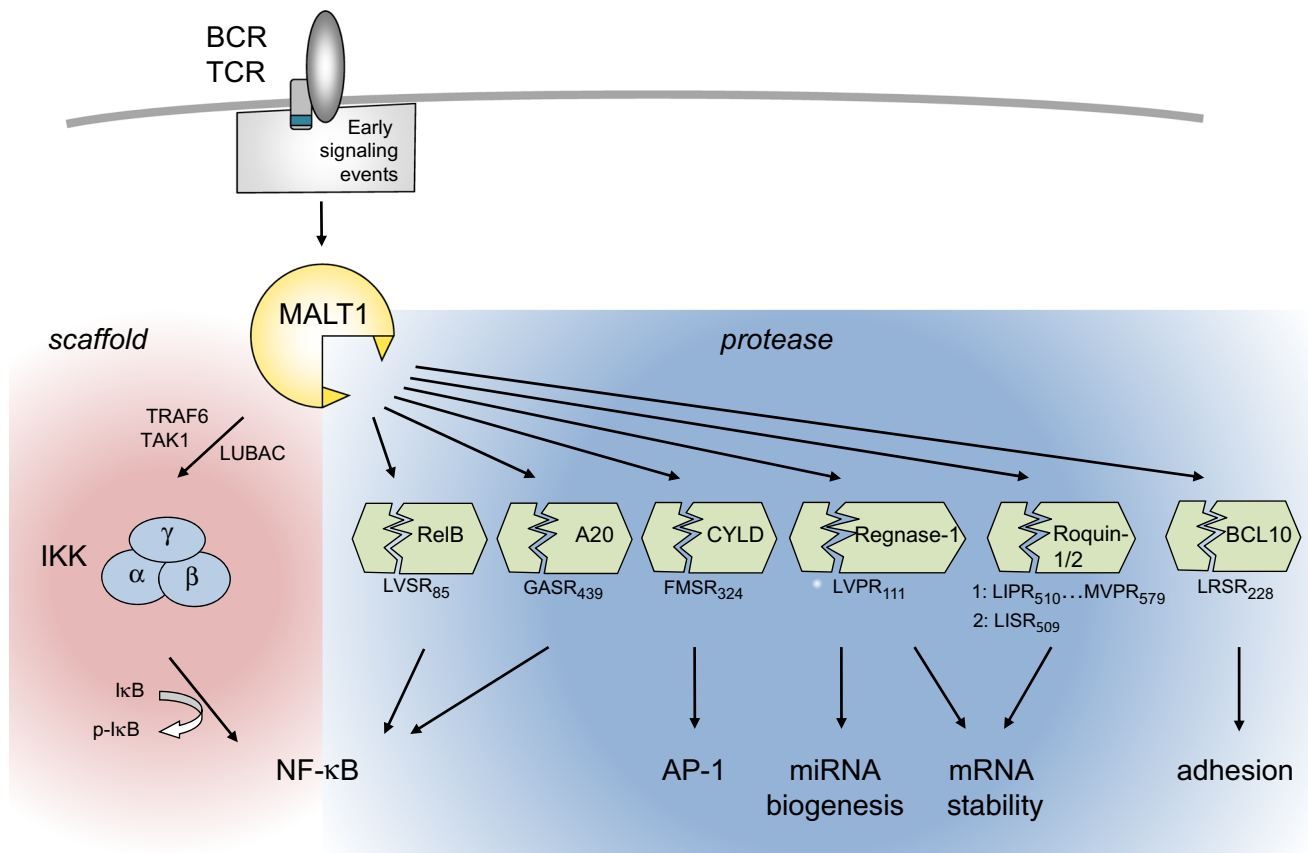 BCR
TCR
Early
signaling
events
MALT1
scaffold
protease
TRAF6
TAK1
LUBAC
IKK
γ
α
β
RelB
A20
CYLD
Regnase-1
Roquin-
1/2
BCL10
LVSR85
GASR439
FMSR324
LVPR111
1: LIPR510...MVPR579
2: LISR509
LRSR228
IκB
p-IκB
NF-κB
AP-1
miRNA
biogenesis
mRNA
stability
adhesion